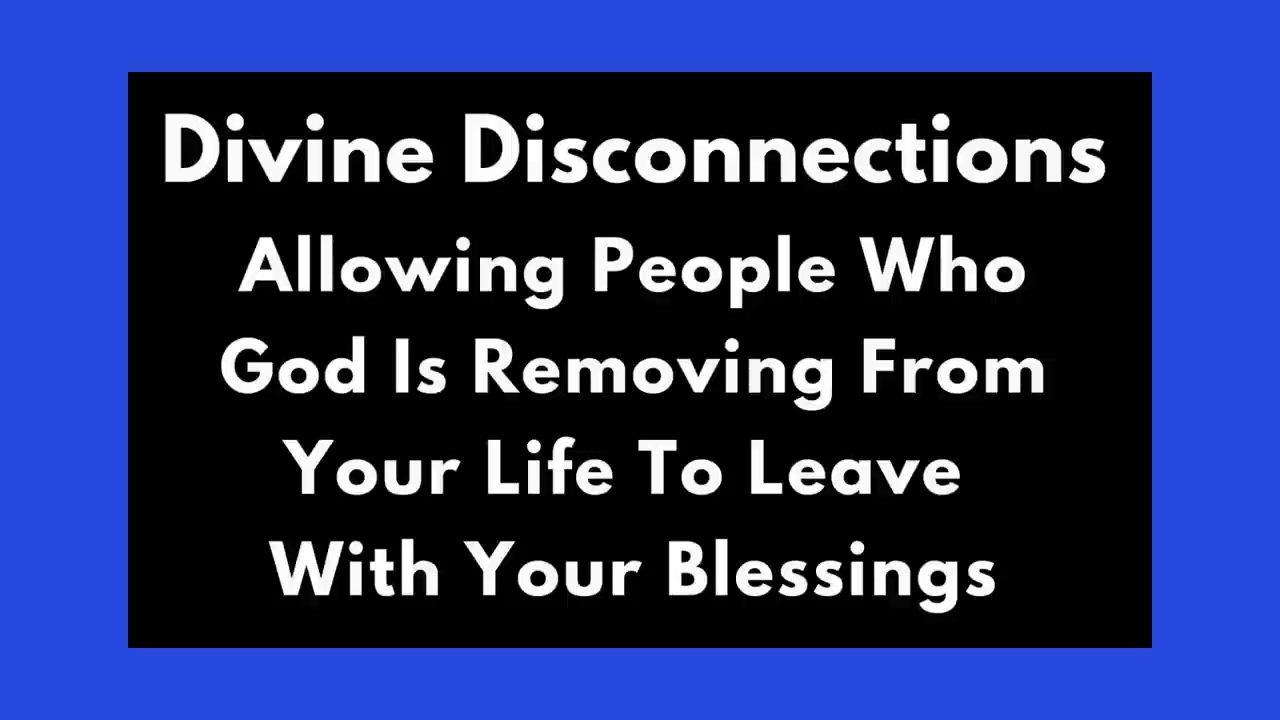 Divine Disconnections
Allowing People Who
God Is Removing From
Your Life To Leave
With Your Blessings